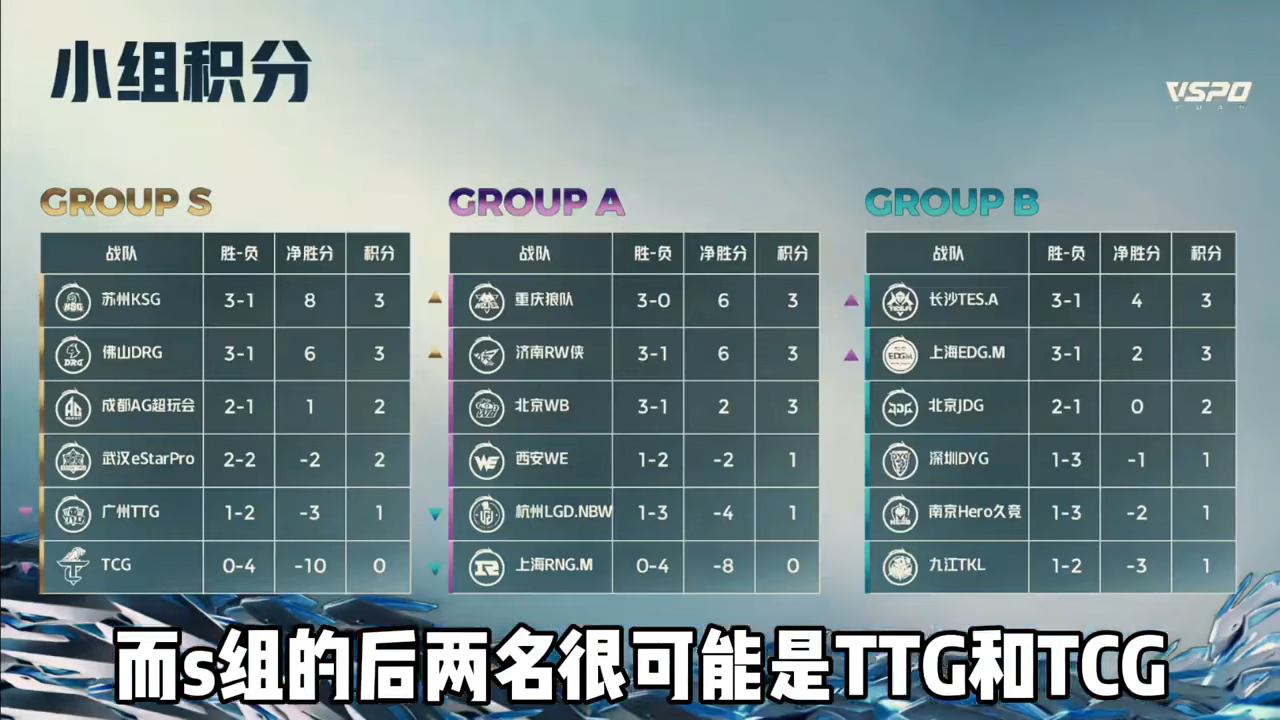 小组积分
VSPO
GROUP S
战队 胜-负 净胜分 积分
苏州KSG 3-1 8 3
佛山DRG 3-1 6 3
成都AG超玩会 2-1 1 2
武汉eStarPro 2-2 -2 2
广州TTG 1-2 -3 1
TCG 0-4 -10 0
GROUP A
战队 胜-负 净胜分 积分
重庆狼队 3-0 6 3
济南RW侠 3-1 6 3
北京WB 3-1 2 3
西安WE 1-2 -2 1
杭州LGD.NBW 1-3 -4 1
上海RNG.M 0-4 -8 0
GROUP B
战队 胜-负 净胜分 积分
长沙TES.A 3-1 4 3
上海EDG.M 3-1 2 3
北京JDG 2-1 0 2
深圳DYG 1-3 -1 1
南京Hero久竞 1-3 -2 1
九江TKL 1-2 -3 1
而s组的后两名很可能是TTG和TCG